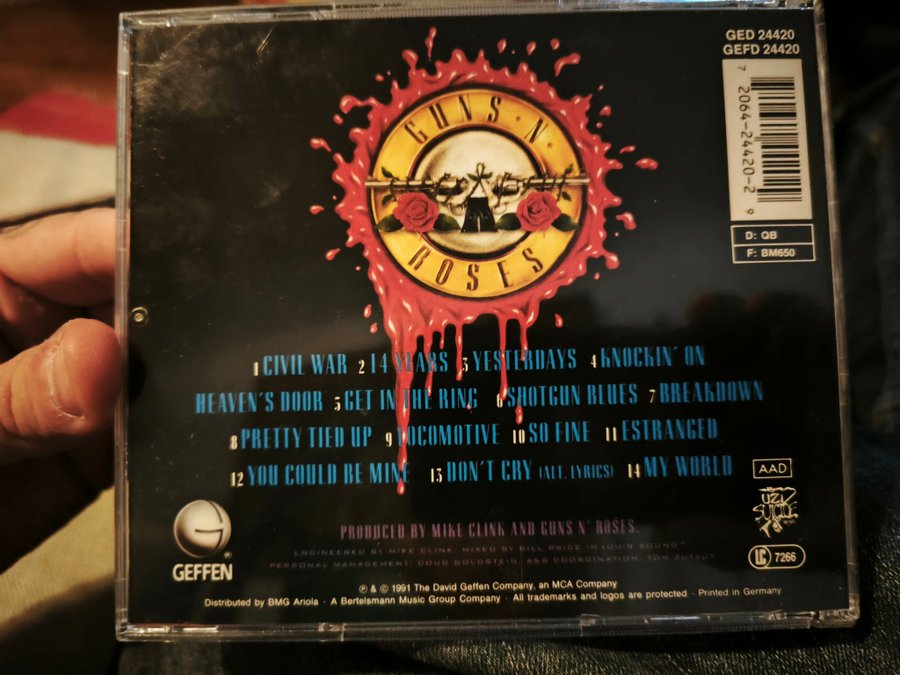 GED 24420
GEFD 24420
7 2064-24420-2 9
D: QB
F: BM650
GUNS · N ·
ROSES
1 CIVIL WAR 2 14 YEARS 3 YESTERDAYS 4 KNOCKIN' ON
HEAVEN'S DOOR 5 GET IN THE RING 6 SHOTGUN BLUES 7 BREAKDOWN
8 PRETTY TIED UP 9 LOCOMOTIVE 10 SO FINE 11 ESTRANGED
12 YOU COULD BE MINE 13 DON'T CRY (ALT. LYRICS) 14 MY WORLD
AAD
UZI
SUICIDE
PRODUCED BY MIKE CLINK AND GUNS N' ROSES.
ENGINEERED BY MIKE CLINK, MIXED BY BILL PRICE IN QUIS SOUND™
PERSONAL MANAGEMENT: DOUG GOLDSTEIN, A&R COORDINATION: TOM ZUTAUT
G
®
GEFFEN
LC 7266
℗ & © 1991 The David Geffen Company, an MCA Company
Distributed by BMG Ariola · A Bertelsmann Music Group Company · All trademarks and logos are protected · Printed in Germany